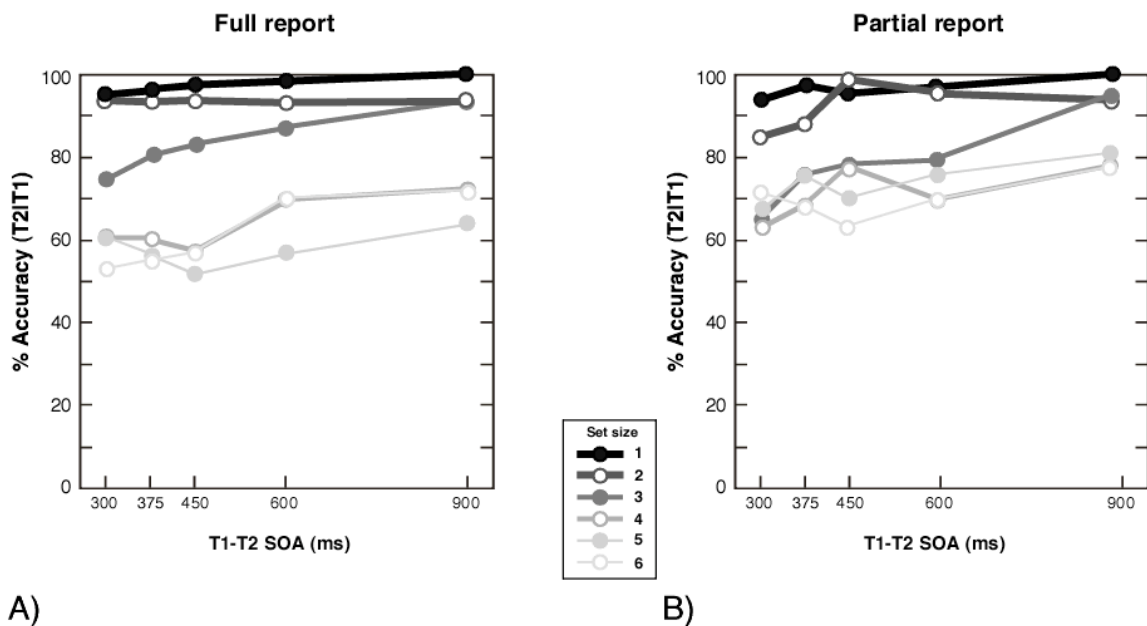 A)
Full report
% Accuracy (T2|T1)
100
80
60
40
20
0
300 375 450 600 900
T1-T2 SOA (ms)
Set size
1
2
3
4
5
6
B)
Partial report
% Accuracy (T2|T1)
100
80
60
40
20
0
300 375 450 600 900
T1-T2 SOA (ms)
A)
B)